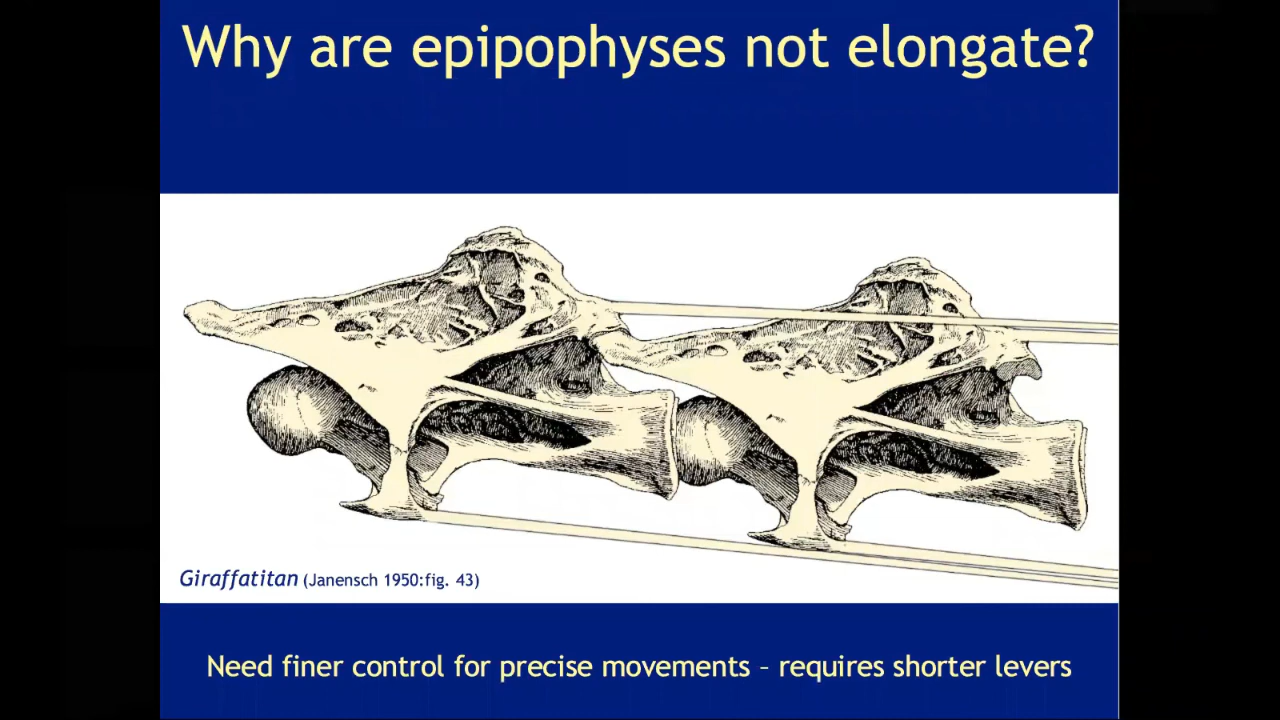 Why are epipophyses not elongate?
Giraffatitan (Janensch 1950:fig. 43)
Need finer control for precise movements – requires shorter levers